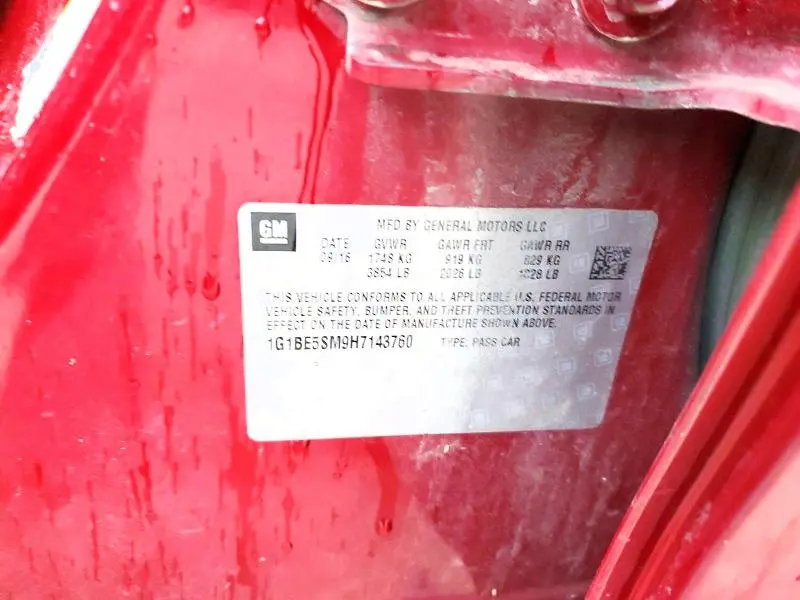 GM
MFD BY GENERAL MOTORS LLC
DATE GVWR GAWR FRT GAWR RR
09/16 1748 KG 919 KG 829 KG
3854 LB 2026 LB 1828 LB
THIS VEHICLE CONFORMS TO ALL APPLICABLE U.S. FEDERAL MOTOR
VEHICLE SAFETY, BUMPER, AND THEFT PREVENTION STANDARDS IN
EFFECT ON THE DATE OF MANUFACTURE SHOWN ABOVE.
1G1BE5SM9H7143760 TYPE: PASS CAR